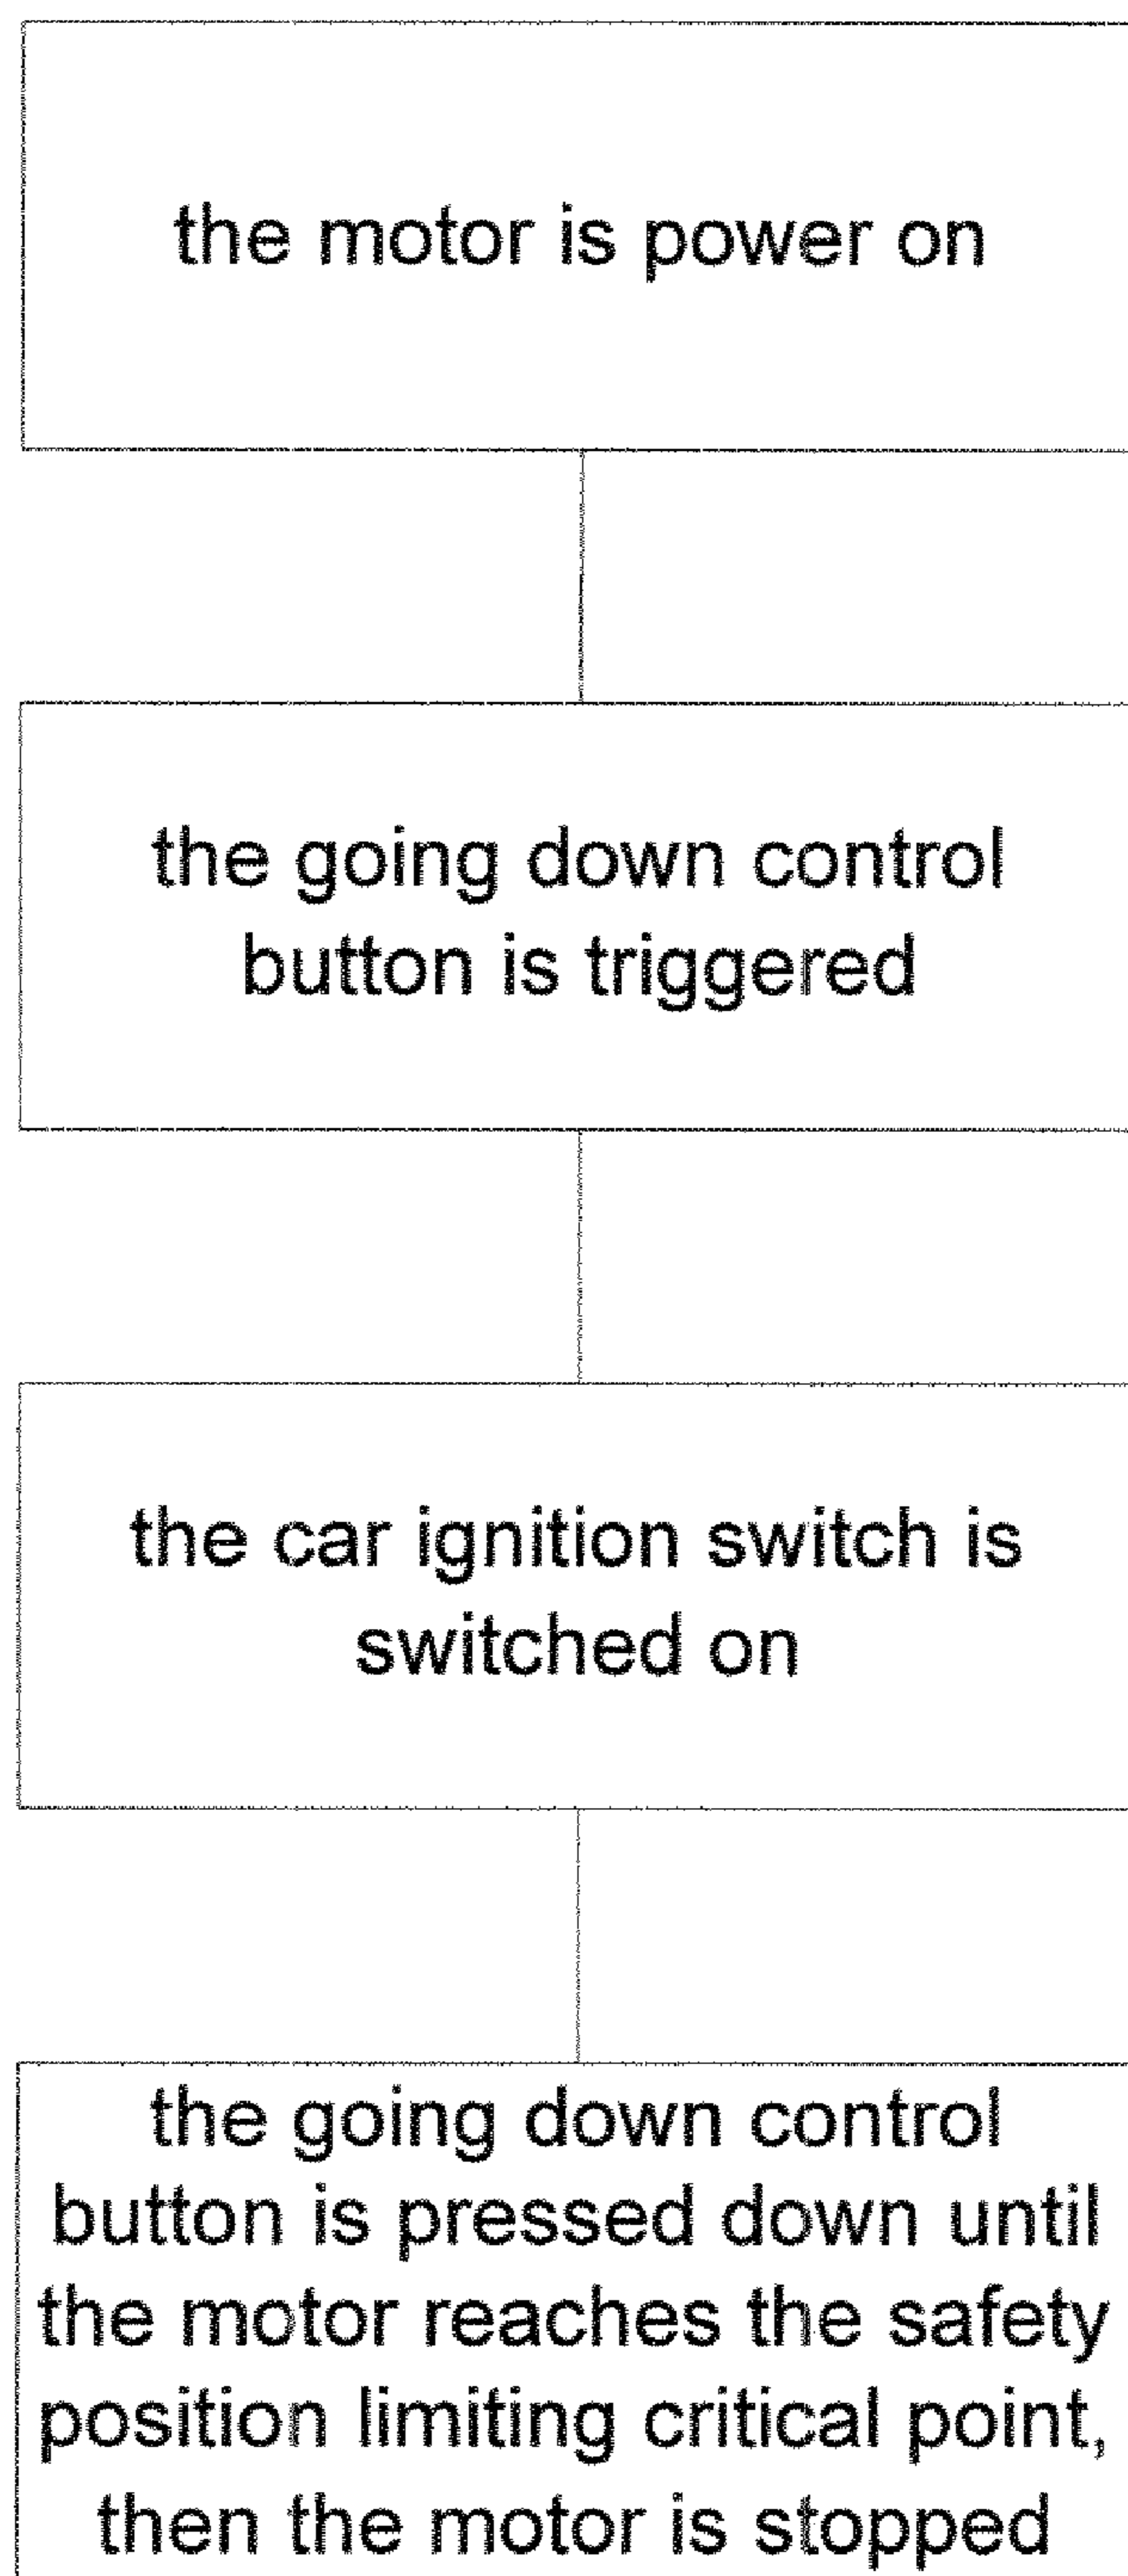 the motor is power on
the going down control
button is triggered
the car ignition switch is
switched on
the going down control
button is pressed down until
the motor reaches the safety
position limiting critical point,
then the motor is stopped